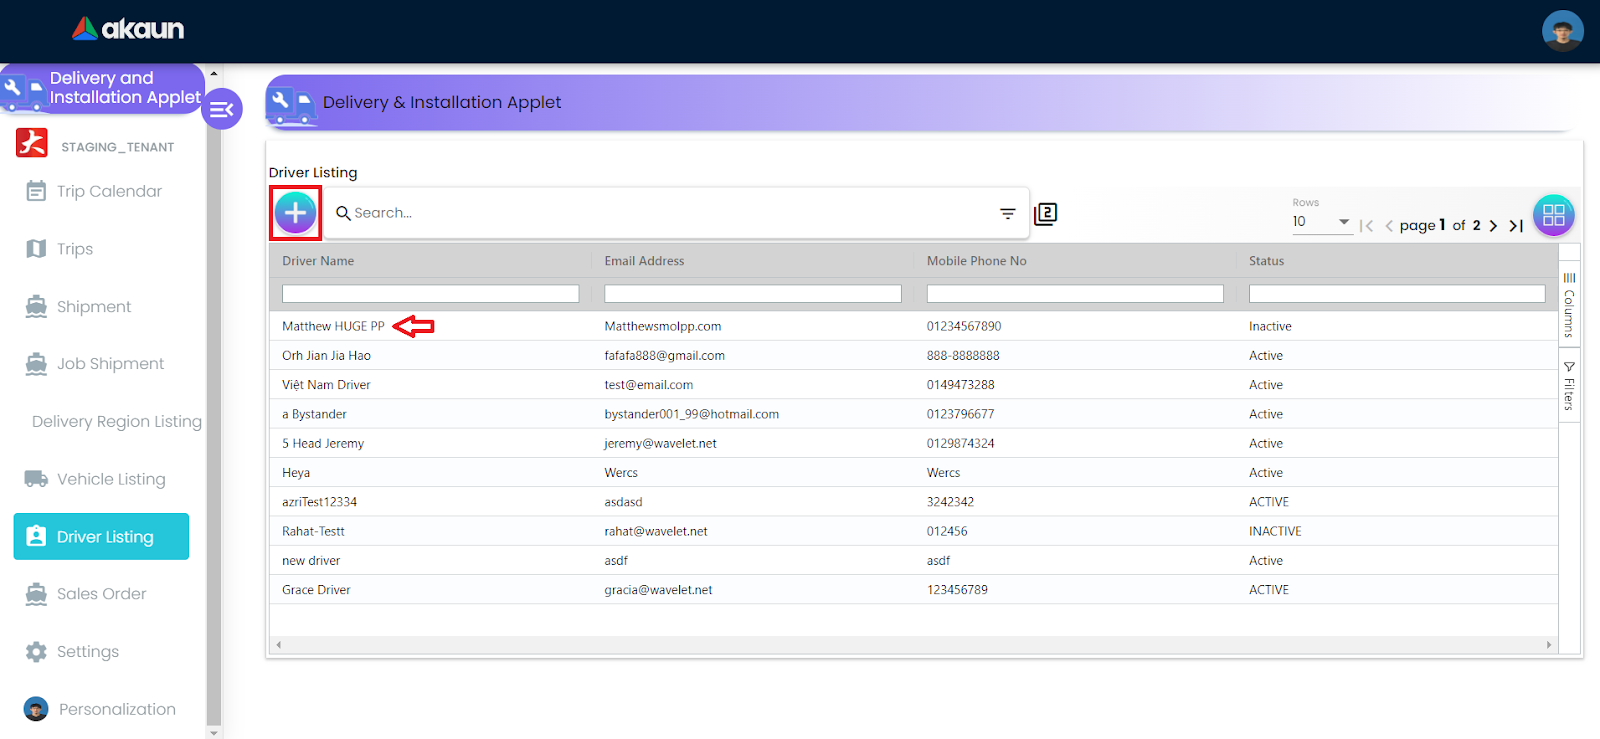 akaun
Delivery and
Installation Applet
STAGING_TENANT
Trip Calendar
Trips
Shipment
Job Shipment
Delivery Region Listing
Vehicle Listing
Driver Listing
Sales Order
Settings
Personalization
Delivery & Installation Applet
Driver Listing
Search...
2
Rows
10
page 1 of 2
Driver Name Email Address Mobile Phone No Status
Matthew HUGE PP Matthewsmolpp.com 01234567890 Inactive
Orh Jian Jia Hao fafafa888@gmail.com 888-8888888 Active
Việt Nam Driver test@email.com 0149473288 Active
a Bystander bystander001_99@hotmail.com 0123796677 Active
5 Head Jeremy jeremy@wavelet.net 0129874324 Active
Heya Wercs Wercs Active
azriTest12334 asdasd 3242342 ACTIVE
Rahat-Testt rahat@wavelet.net 012456 INACTIVE
new driver asdf asdf Active
Grace Driver gracia@wavelet.net 123456789 ACTIVE
Columns
Filters